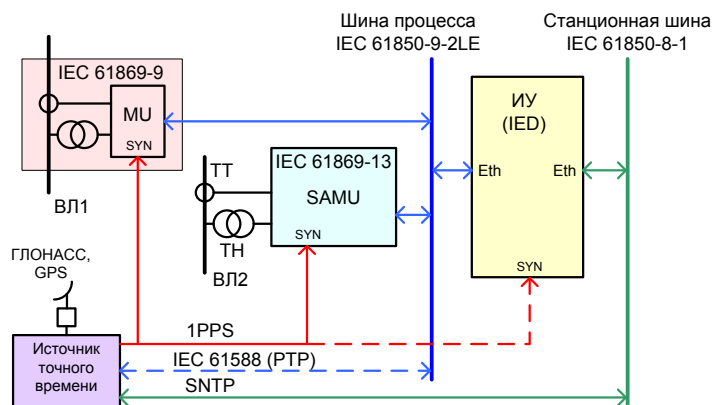 Шина процесса
IEC 61850-9-2LE
Станционная шина
IEC 61850-8-1
IEC 61869-9
MU
SYN
ВЛ1
ИУ
(IED)
Eth
Eth
SYN
ТТ
IEC 61869-13
SAMU
SYN
ТН
ВЛ2
ГЛОНАСС,
GPS
1PPS
Источник
точного
времени
IEC 61588 (PTP)
SNTP